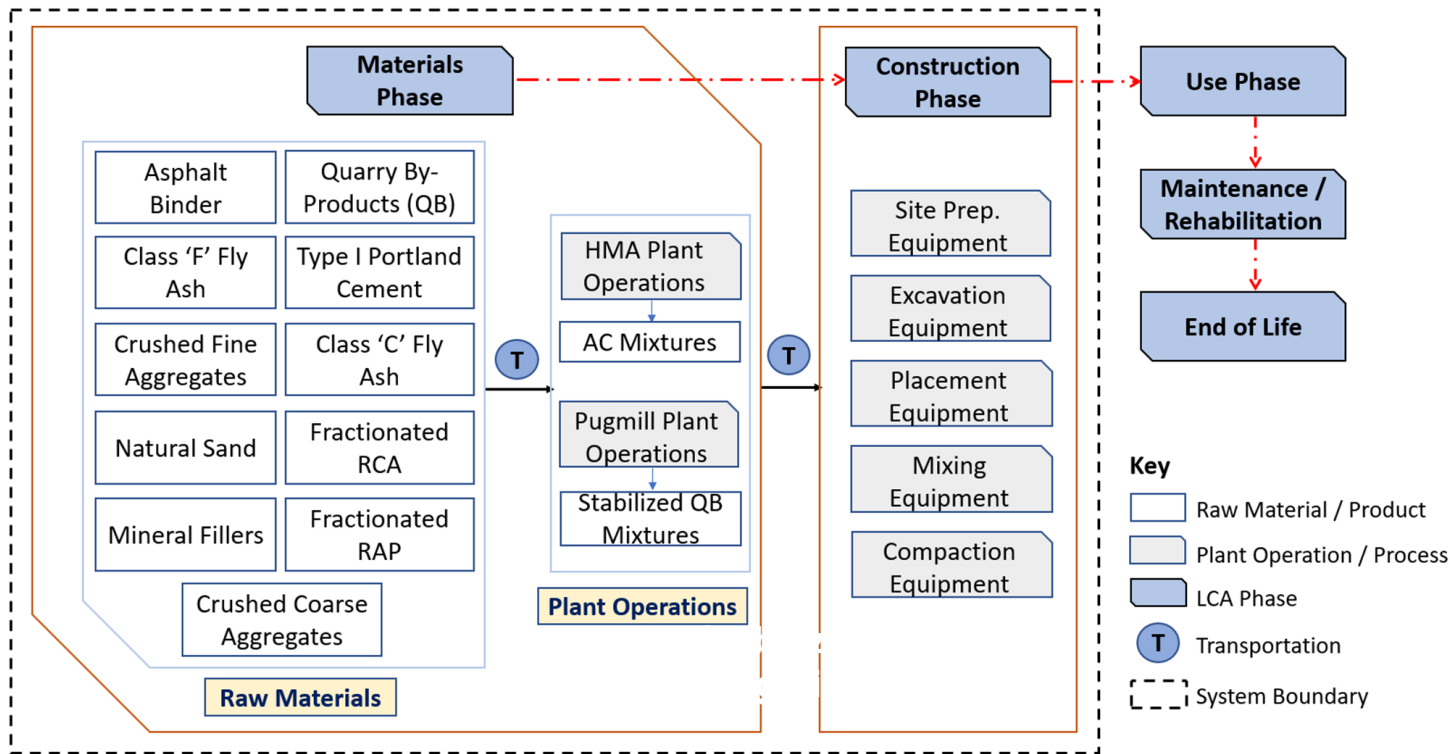 Materials
Phase
Construction
Phase
Use Phase
Maintenance /
Rehabilitation
End of Life
Asphalt
Binder
Quarry By-
Products (QB)
Class ‘F’ Fly
Ash
Type I Portland
Cement
Crushed Fine
Aggregates
Class ‘C’ Fly
Ash
Natural Sand
Fractionated
RCA
Mineral Fillers
Fractionated
RAP
Crushed Coarse
Aggregates
Raw Materials
T
HMA Plant
Operations
AC Mixtures
Pugmill Plant
Operations
Stabilized QB
Mixtures
Plant Operations
T
Site Prep.
Equipment
Excavation
Equipment
Placement
Equipment
Mixing
Equipment
Compaction
Equipment
Key
Raw Material / Product
Plant Operation / Process
LCA Phase
T Transportation
System Boundary